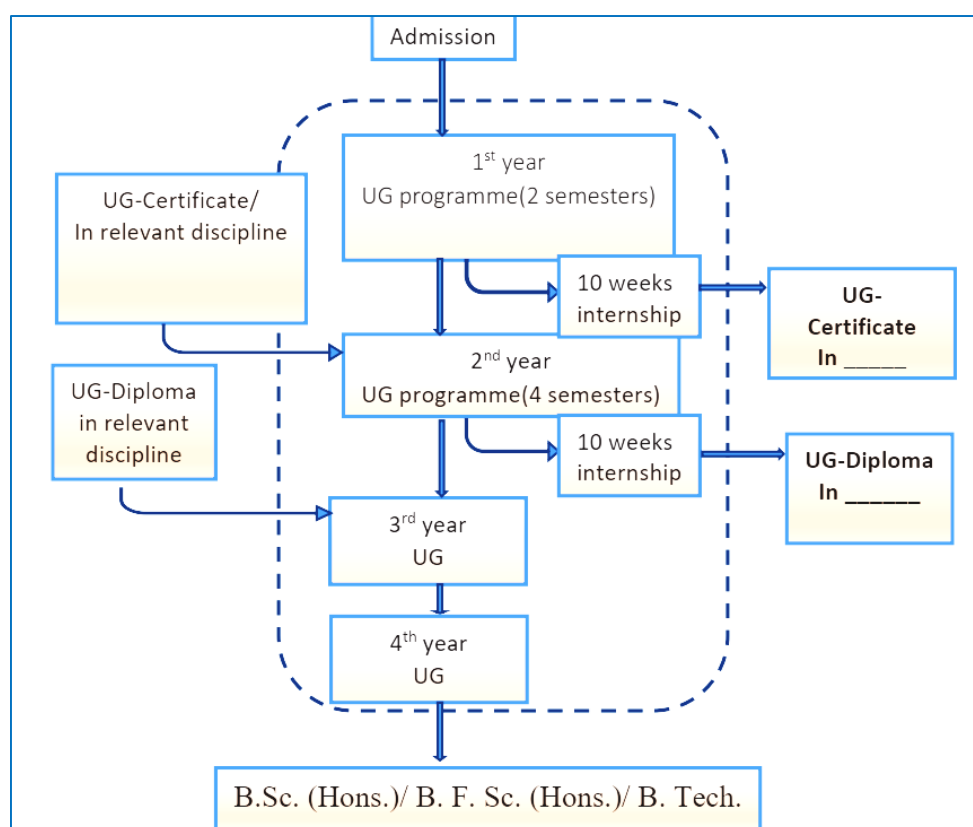 Admission
1st year
UG programme(2 semesters)
UG-Certificate/
In relevant discipline
10 weeks
internship
UG-
Certificate
In _____
2nd year
UG programme(4 semesters)
UG-Diploma
in relevant
discipline
10 weeks
internship
UG-Diploma
In ______
3rd year
UG
4th year
UG
B.Sc. (Hons.)/ B. F. Sc. (Hons.)/ B. Tech.